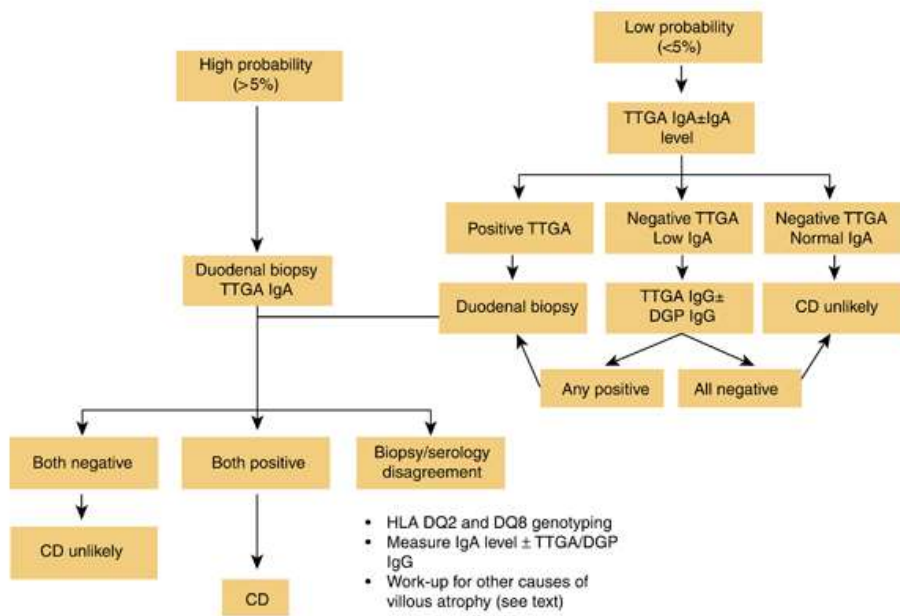 Low probability
(<5%)
High probability
(>5%)
TTGA IgA±IgA
level
Positive TTGA
Negative TTGA
Low IgA
Negative TTGA
Normal IgA
Duodenal biopsy
TTGA IgA
Duodenal biopsy
TTGA IgG±
DGP IgG
CD unlikely
Any positive
All negative
Both negative
Both positive
Biopsy/serology
disagreement
CD unlikely
CD
• HLA DQ2 and DQ8 genotyping
• Measure IgA level ± TTGA/DGP
IgG
• Work-up for other causes of
villous atrophy (see text)